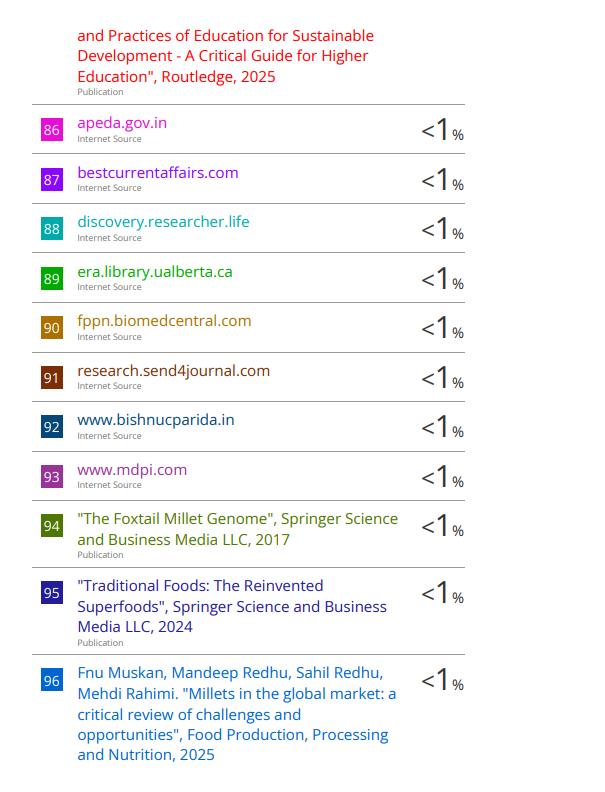 and Practices of Education for Sustainable
Development - A Critical Guide for Higher
Education", Routledge, 2025
Publication
86 apeda.gov.in <1%
Internet Source
87 bestcurrentaffairs.com <1%
Internet Source
88 discovery.researcher.life <1%
Internet Source
89 era.library.ualberta.ca <1%
Internet Source
90 fppn.biomedcentral.com <1%
Internet Source
91 research.send4journal.com <1%
Internet Source
92 www.bishnucparida.in <1%
Internet Source
93 www.mdpi.com <1%
Internet Source
94 "The Foxtail Millet Genome", Springer Science <1%
and Business Media LLC, 2017
Publication
95 "Traditional Foods: The Reinvented <1%
Superfoods", Springer Science and Business
Media LLC, 2024
Publication
96 Fnu Muskan, Mandeep Redhu, Sahil Redhu, <1%
Mehdi Rahimi. "Millets in the global market: a
critical review of challenges and
opportunities", Food Production, Processing
and Nutrition, 2025